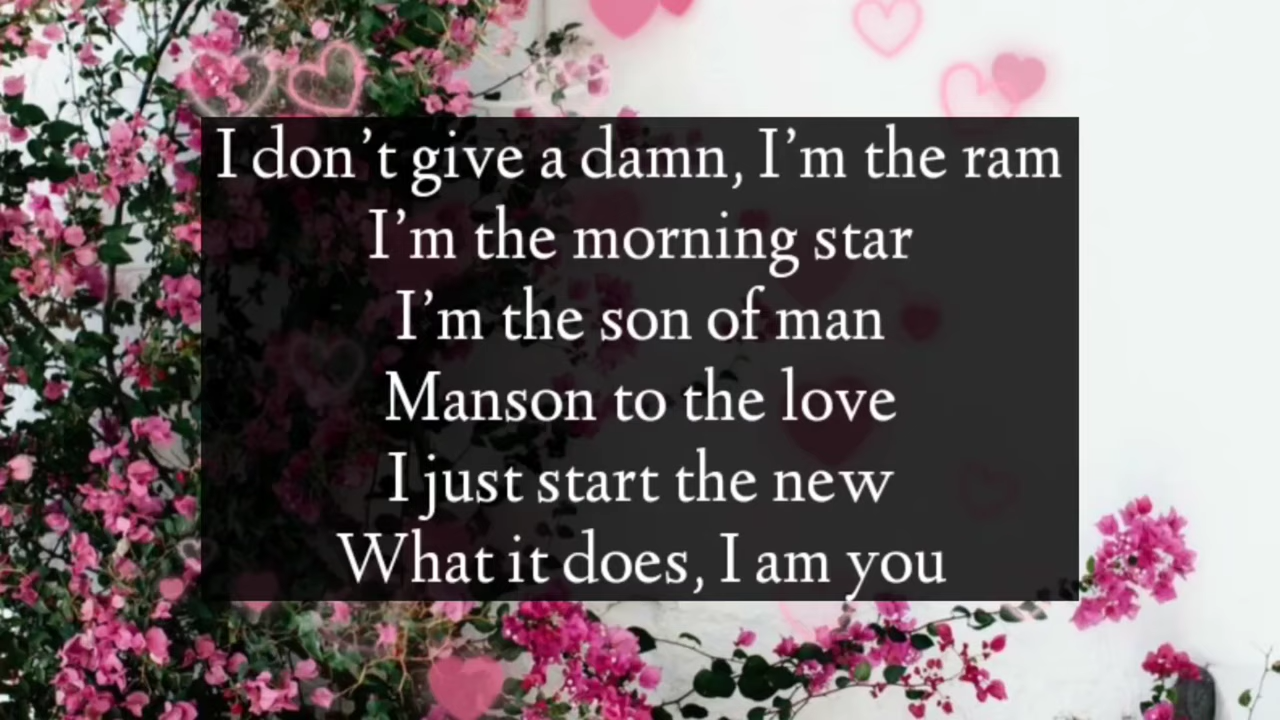 I don’t give a damn, I’m the ram
I’m the morning star
I’m the son of man
Manson to the love
I just start the new
What it does, I am you